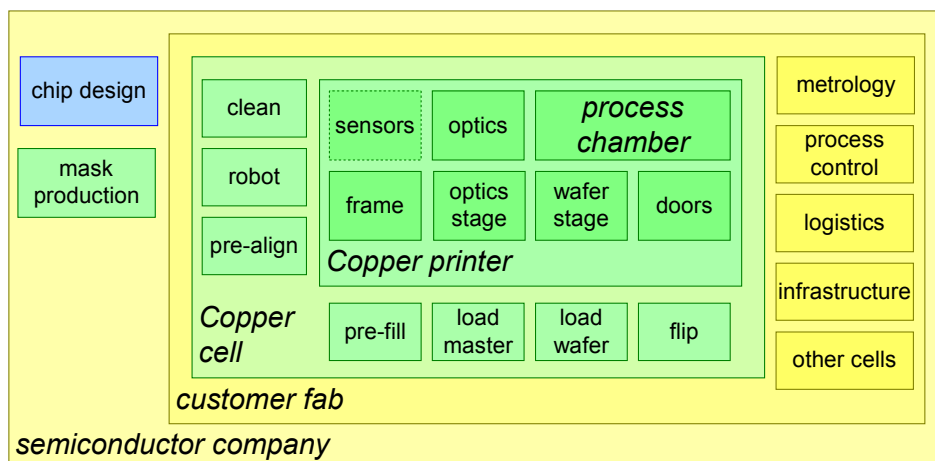 chip design
mask
production
clean
robot
pre-align
sensors
optics
process
chamber
frame
optics
stage
wafer
stage
doors
Copper printer
Copper
cell
pre-fill
load
master
load
wafer
flip
metrology
process
control
logistics
infrastructure
other cells
customer fab
semiconductor company